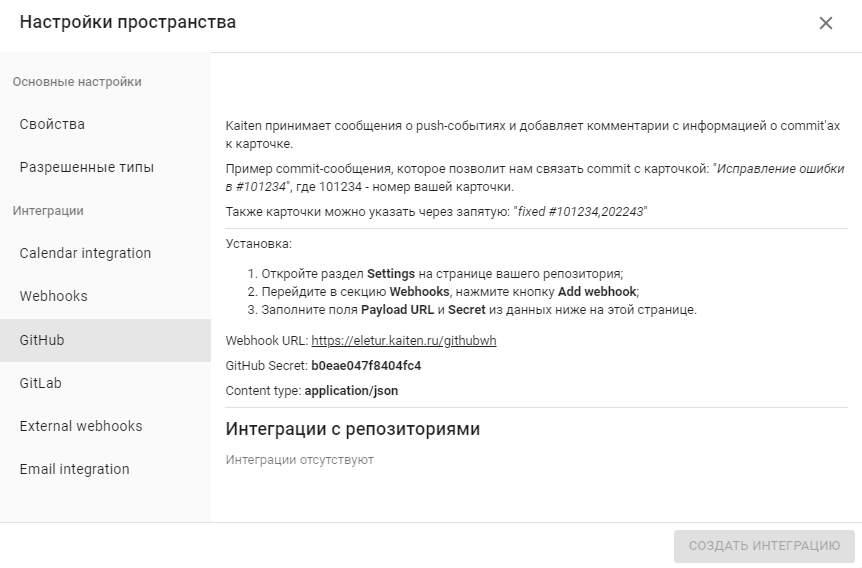 Настройки пространства
Основные настройки
Свойства
Разрешенные типы
Интеграции
Calendar integration
Webhooks
GitHub
GitLab
External webhooks
Email integration
Kaiten принимает сообщения о push-событиях и добавляет комментарии с информацией о commit'ах
к карточке.
Пример commit-сообщения, которое позволит нам связать commit с карточкой: "Исправление ошибки
в #101234", где 101234 - номер вашей карточки.
Также карточки можно указать через запятую: "fixed #101234,202243"
Установка:
1. Откройте раздел Settings на странице вашего репозитория;
2. Перейдите в секцию Webhooks, нажмите кнопку Add webhook;
3. Заполните поля Payload URL и Secret из данных ниже на этой странице.
Webhook URL: https://eletur.kaiten.ru/githubwh
GitHub Secret: b0eae047f8404fc4
Content type: application/json
Интеграции с репозиториями
Интеграции отсутствуют
СОЗДАТЬ ИНТЕГРАЦИЮ